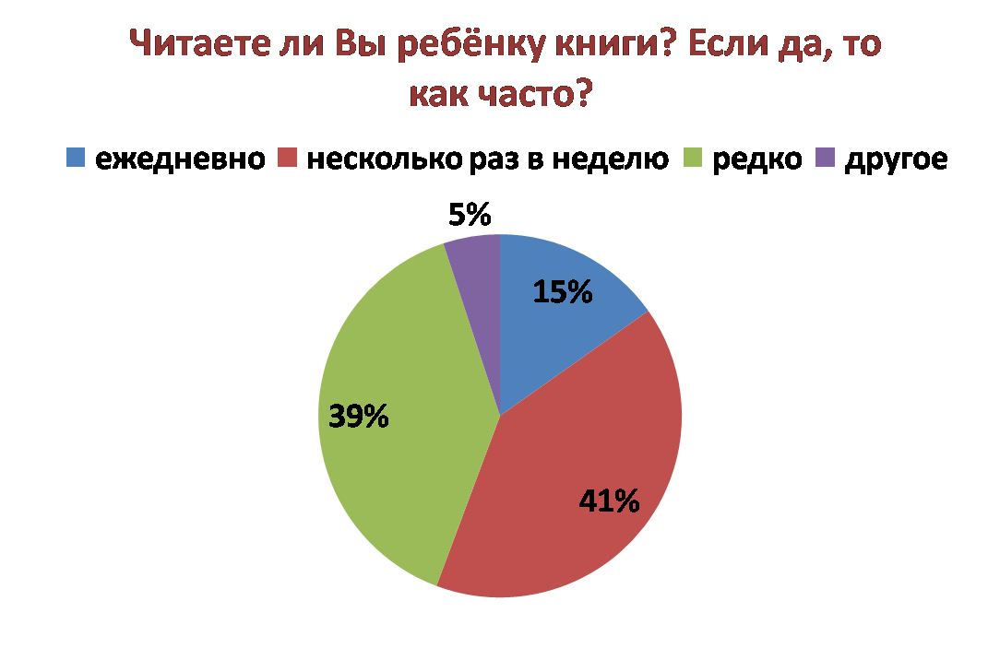 Читаете ли Вы ребёнку книги? Если да, то
как часто?
ежедневно несколько раз в неделю редко другое
5%
15%
39%
41%